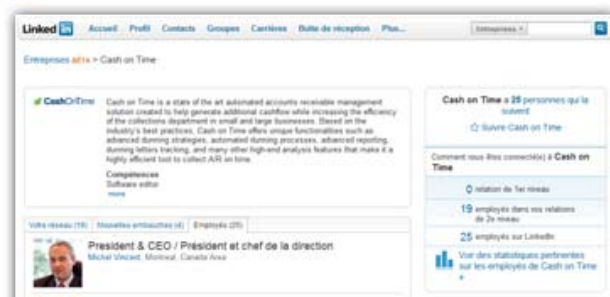 Linked in Accueil Profil Contacts Groupes Carrières Boîte de réception Plus... Entreprises
Entreprises BÊTA > Cash on Time
CashOnTime
Cash on Time is a state of the art automated accounts receivable management
solution created to help generate additional cashflow while increasing the efficiency
of the collections department in small and large businesses. Based on the
industry's best practices, Cash on Time offers unique functionalities such as
advanced dunning strategies, automated dunning processes, advanced reporting,
dunning letters tracking, and many other high-end analysis features that make it a
highly efficient tool to collect A/R on time.
Compétences
Software editor
more
Cash on Time a 28 personnes qui la
suivent
Suivre Cash on Time
Comment vous êtes connecté(e) à Cash on
Time
0 relation de 1er niveau
19 employés dans vos relations
de 2e niveau
25 employés sur LinkedIn
Voir des statistiques pertinentes
sur les employés de Cash on Time
»
Votre réseau (19) Nouvelles embauches (4) Employés (25)
President & CEO / Président et chef de la direction
Michel Vincent, Montreal, Canada Area